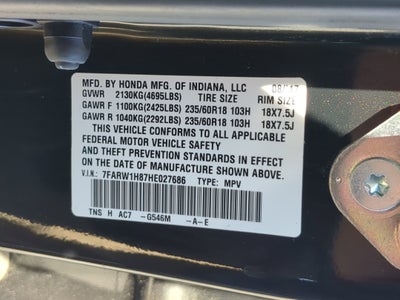 MFD. BY HONDA MFG. OF INDIANA, LLC 08/17
GVWR 2130KG(4695LBS) TIRE SIZE RIM SIZE
GAWR F 1100KG(2425LBS) 235/60R18 103H 18X7.5J
GAWR R 1040KG(2292LBS) 235/60R18 103H 18X7.5J
THIS VEHICLE CONFORMS TO ALL APPLICABLE
FEDERAL MOTOR VEHICLE SAFETY
AND THEFT PREVENTION STANDARDS IN EFFECT
ON THE DATE OF MANUFACTURE SHOWN ABOVE.
V.I.N.: 7FARW1H87HE027686 TYPE: MPV
TNS H AC7 -G546M -A-E